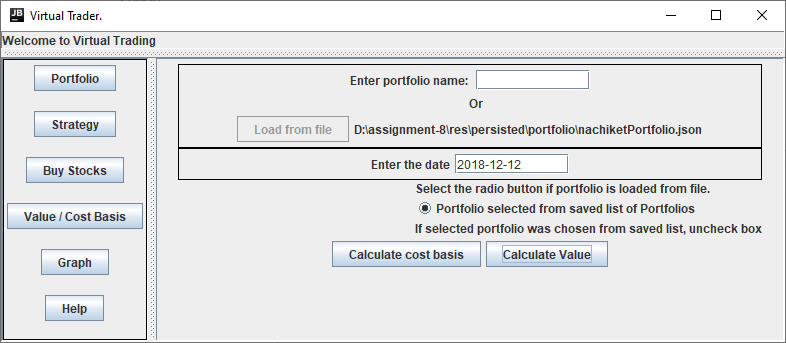 JB Virtual Trader.
Welcome to Virtual Trading
Portfolio
Strategy
Buy Stocks
Value / Cost Basis
Graph
Help
Enter portfolio name:
Or
Load from file D:\assignment-8\res\persisted\portfolio\nachiketPortfolio.json
Enter the date 2018-12-12
Select the radio button if portfolio is loaded from file.
Portfolio selected from saved list of Portfolios
If selected portfolio was chosen from saved list, uncheck box
Calculate cost basis Calculate Value